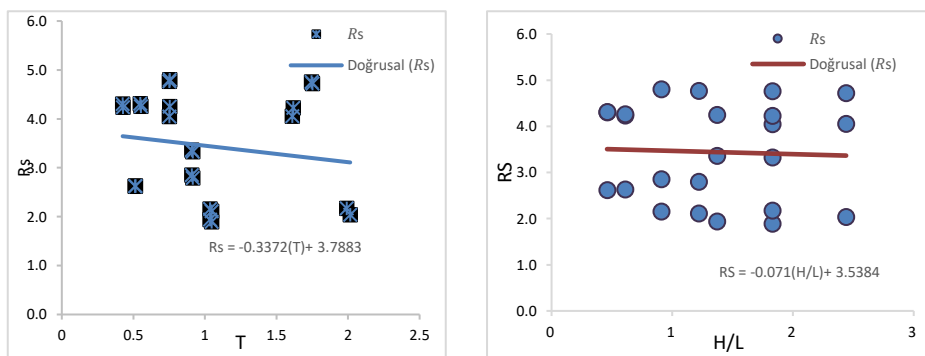 6.0
5.0
4.0
3.0
2.0
1.0
0.0
Rs
Rs
Doğrusal (Rs)
Rs = -0.3372(T)+ 3.7883
0 0.5 1 1.5 2 2.5
T
6.0
5.0
4.0
3.0
2.0
1.0
0.0
RS
Rs
Doğrusal (Rs)
RS = -0.071(H/L)+ 3.5384
0 1 2 3
H/L